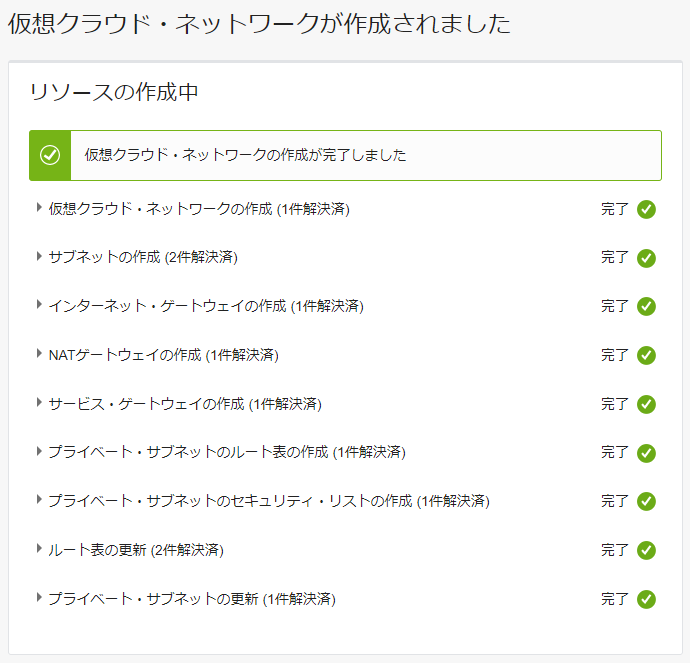 仮想クラウド・ネットワークが作成されました
リソースの作成中
仮想クラウド・ネットワークの作成が完了しました
仮想クラウド・ネットワークの作成 (1件解決済) 完了
サブネットの作成 (2件解決済) 完了
インターネット・ゲートウェイの作成 (1件解決済) 完了
NATゲートウェイの作成 (1件解決済) 完了
サービス・ゲートウェイの作成 (1件解決済) 完了
プライベート・サブネットのルート表の作成 (1件解決済) 完了
プライベート・サブネットのセキュリティ・リストの作成 (1件解決済) 完了
ルート表の更新 (2件解決済) 完了
プライベート・サブネットの更新 (1件解決済) 完了